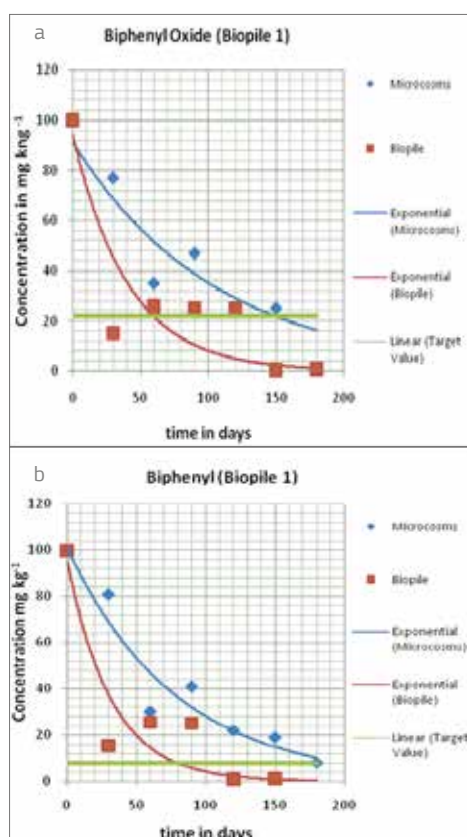 a
Biphenyl Oxide (Biopile 1)
Concentration in mg kng⁻¹
120
100
80
60
40
20
0
0
50
100
150
200
time in days
Microcosms
Biopile
Exponential
(Microcosms)
Exponential
(Biopile)
Linear (Target
Value)
b
Biphenyl (Biopile 1)
Concentration mg kg⁻¹
120
100
80
60
40
20
0
0
50
100
150
200
time in days
Microcosms
Biopile
Exponential
(Microcosms)
Exponential
(Biopile)
Linear (Target
Value)